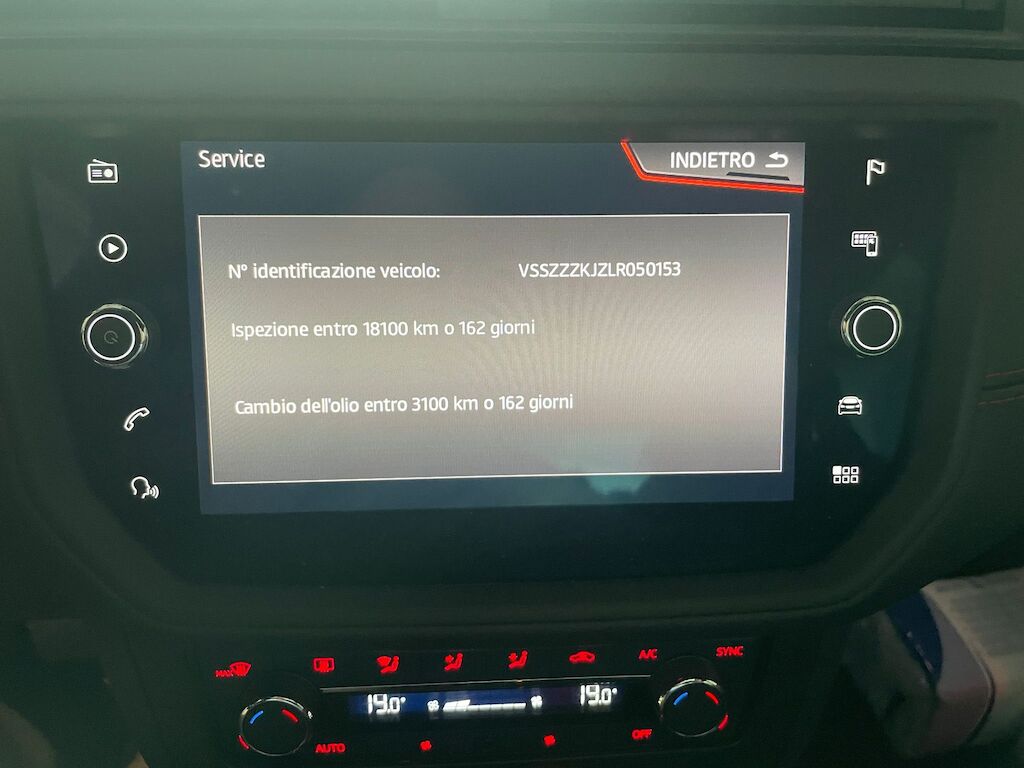 Service
INDIETRO
N° identificazione veicolo: VSSZZZKJZLR050153
Ispezione entro 18100 km o 162 giorni
Cambio dell'olio entro 3100 km o 162 giorni
MAX
A/C
SYNC
19.0°
19.0°
AUTO
OFF